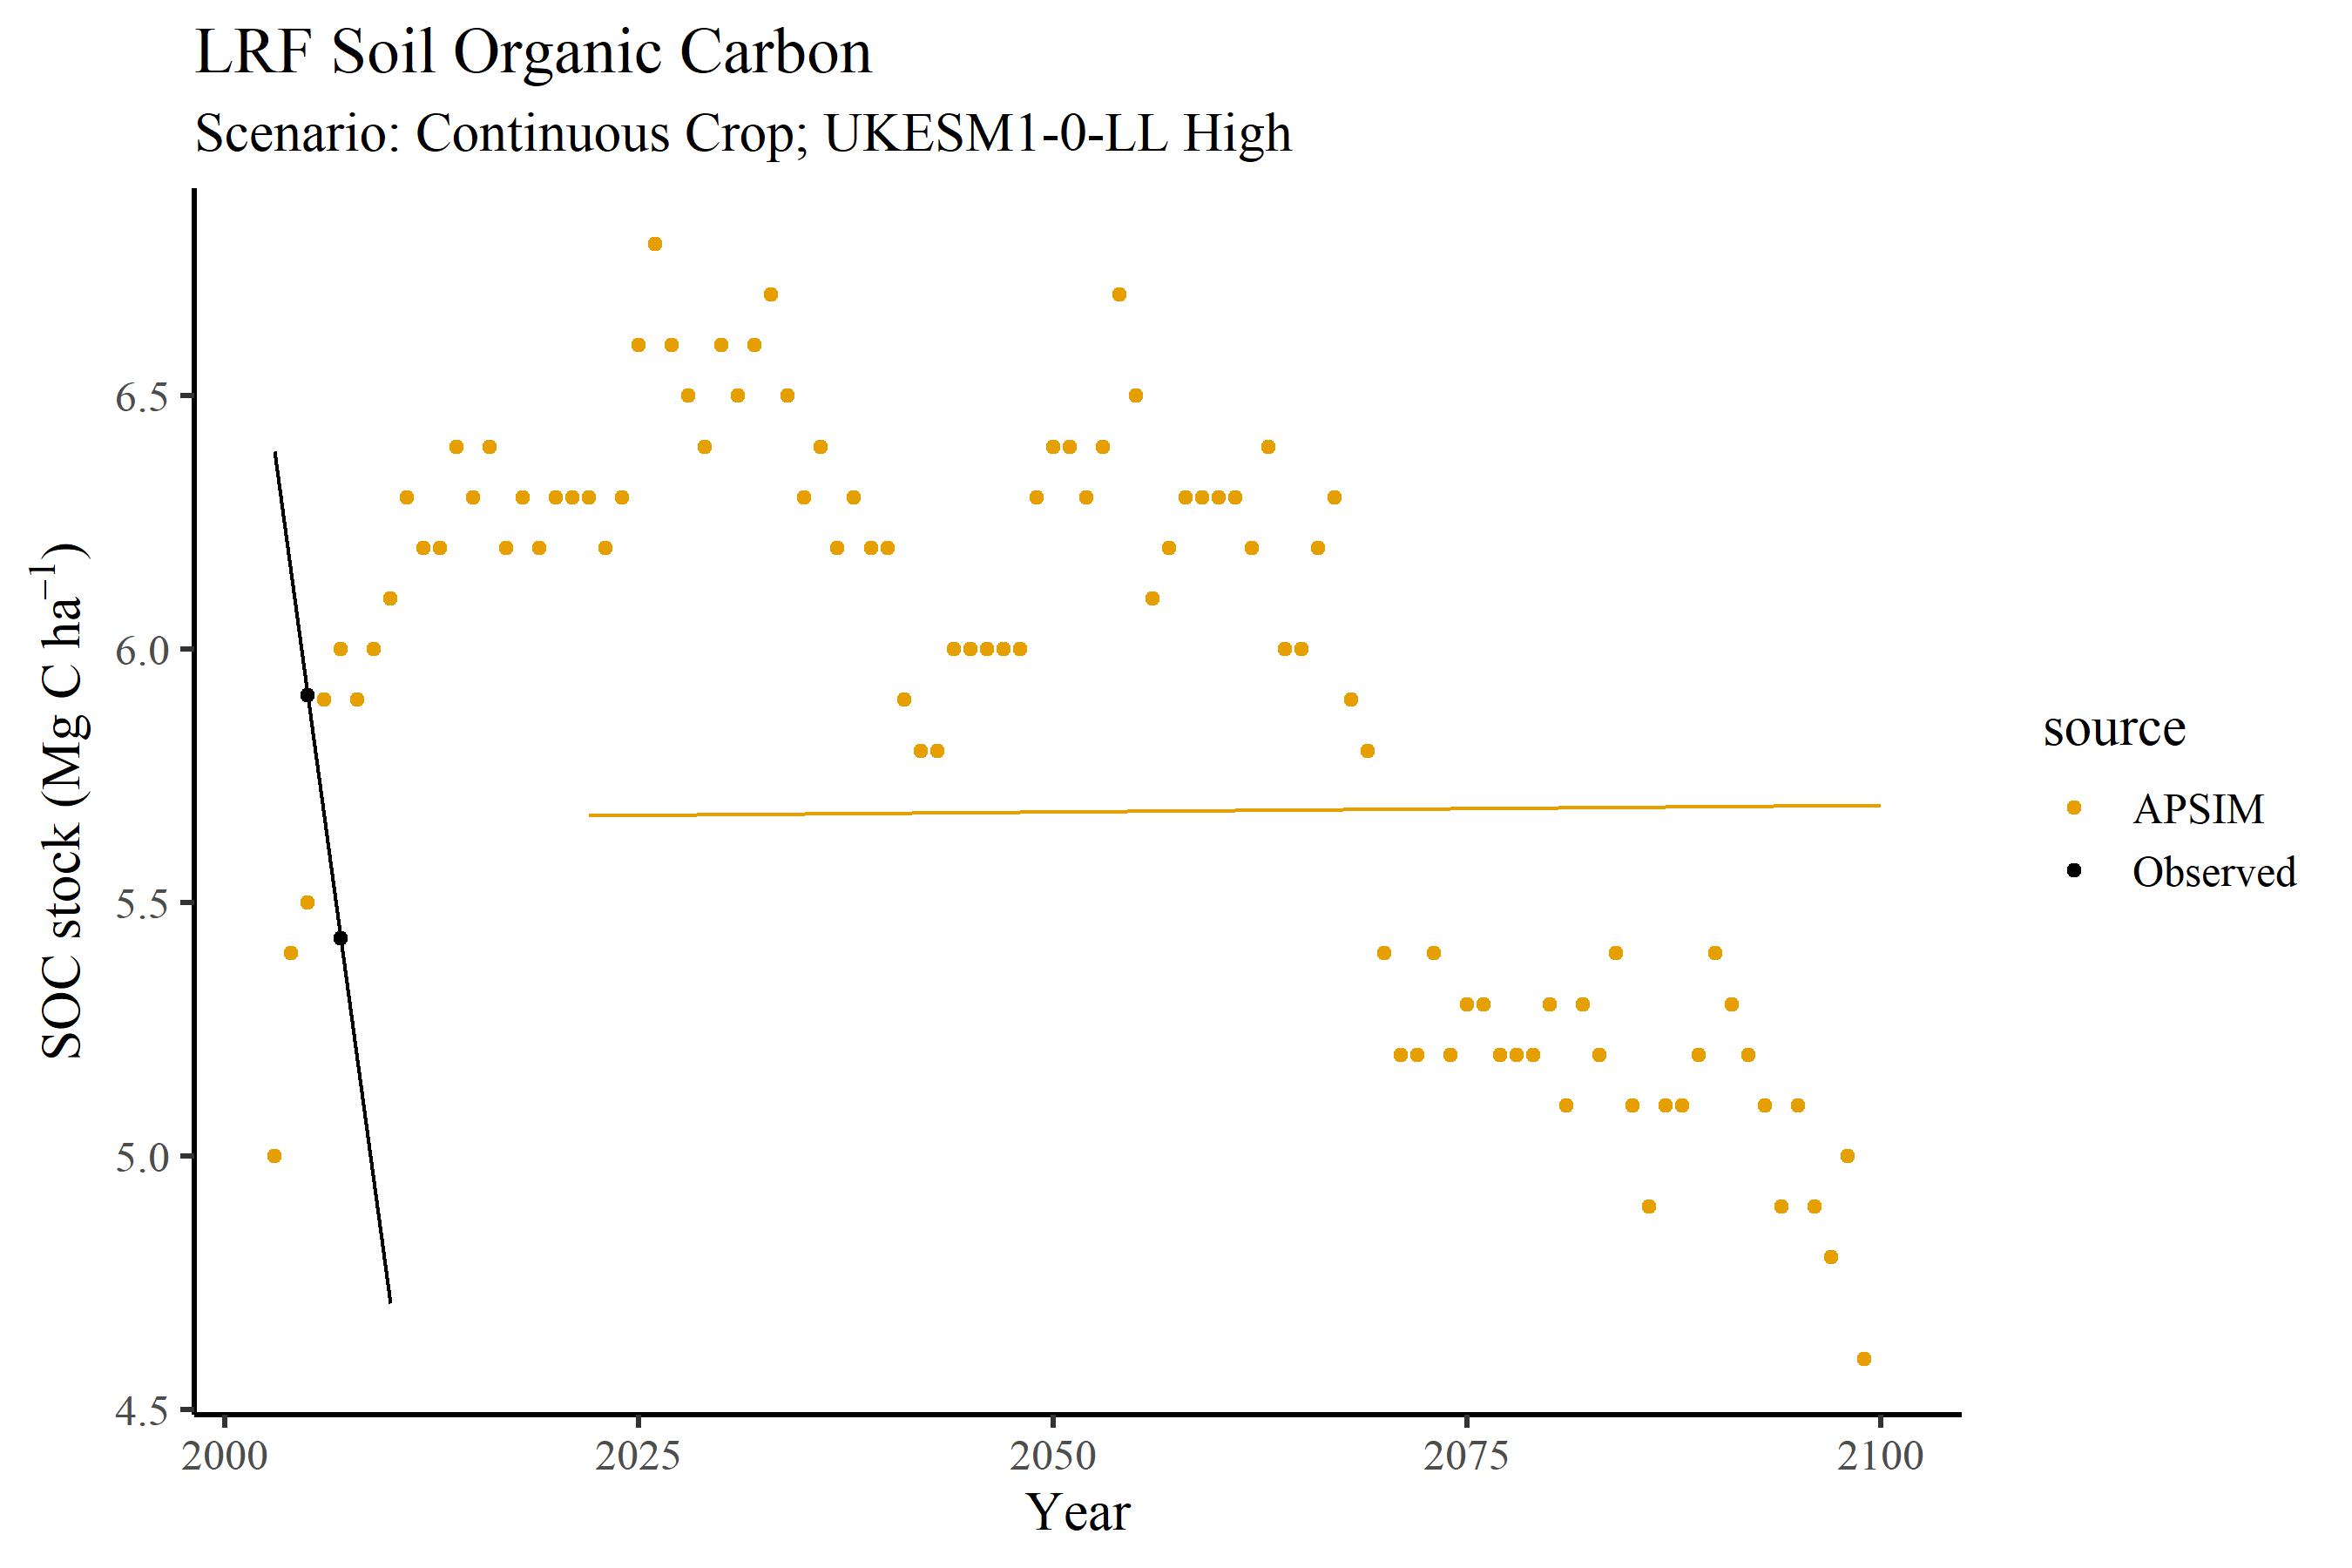 LRF Soil Organic Carbon
Scenario: Continuous Crop; UKESM1-0-LL High
SOC stock (Mg C ha⁻¹)
6.5
6.0
5.5
5.0
4.5
2000 2025 2050 2075 2100
Year
source
APSIM
Observed